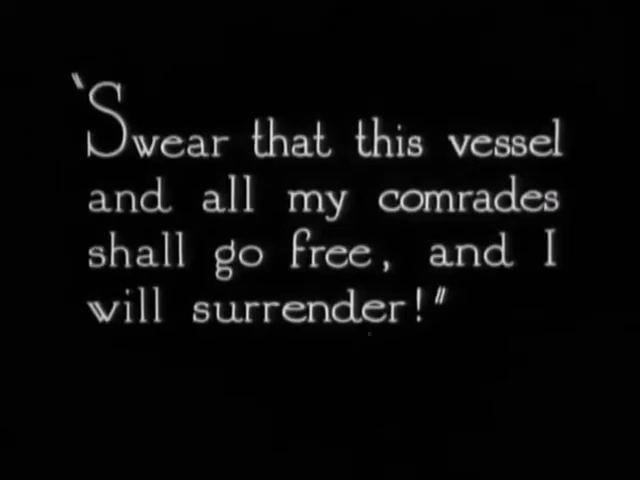 "Swear that this vessel
and all my comrades
shall go free, and I
will surrender!"